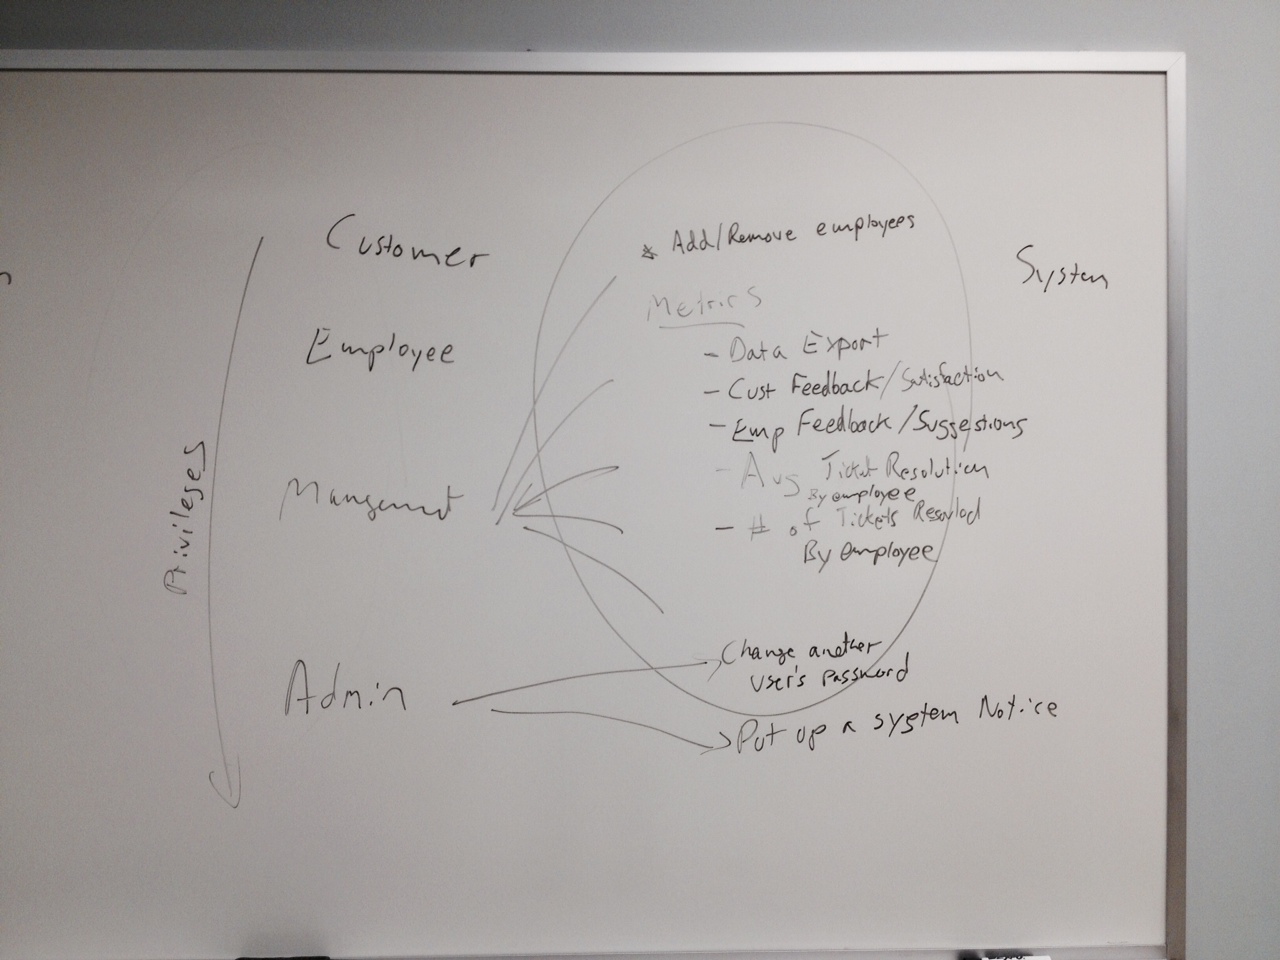 Customer
Employee
Management
Admin
Privileges
* Add/Remove employees
Metrics
- Data Export
- Cust Feedback/Satisfaction
- Emp Feedback/Suggestions
- Avg Ticket Resolution
By employee
- # of Tickets Resolved
By employee
Change another
User's password
Put up a system Notice
System